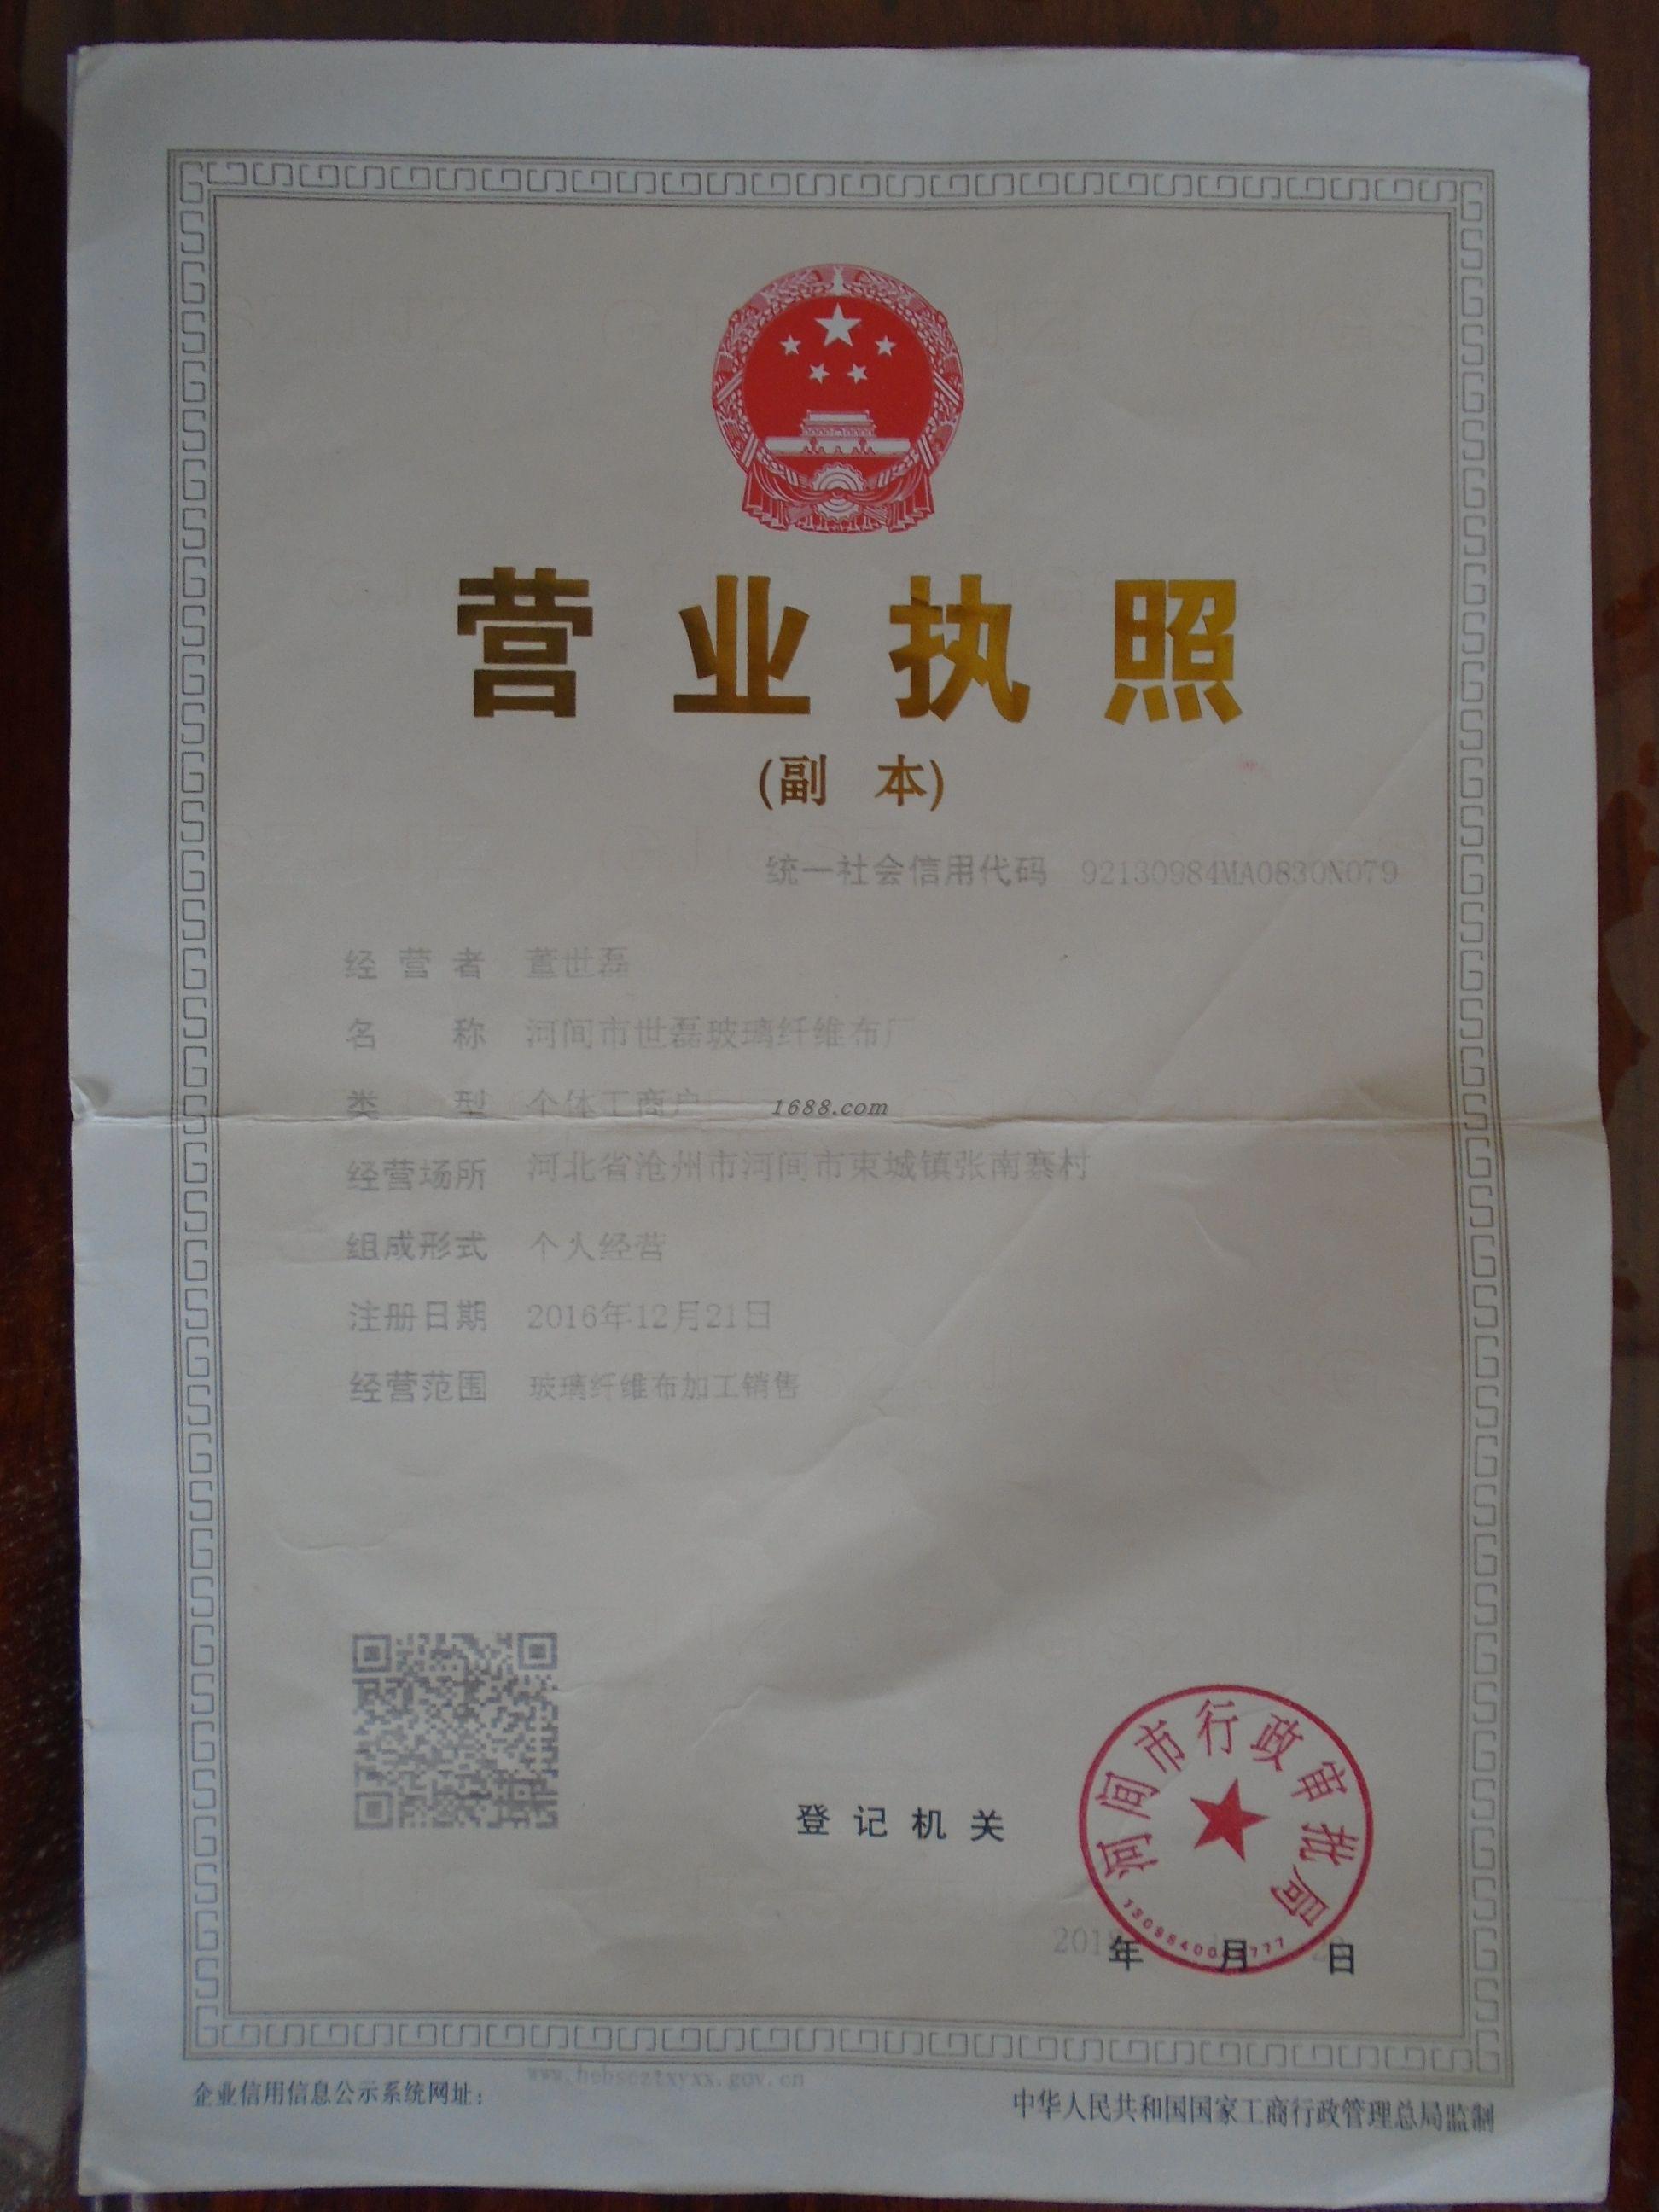 营业执照
(副 本)
统一社会信用代码 92130984MA0830N079
经营者 董世磊
名称 河间市世磊玻璃纤维布厂
类型 个体工商户
1688.com
经营场所 河北省沧州市河间市束城镇张南寨村
组成形式 个人经营
注册日期 2016年12月21日
经营范围 玻璃纤维布加工销售
登记机关
河间市行政审批局
年 月 日
企业信用信息公示系统网址：
www.hebscztxyxx.gov.cn
中华人民共和国国家工商行政管理总局监制